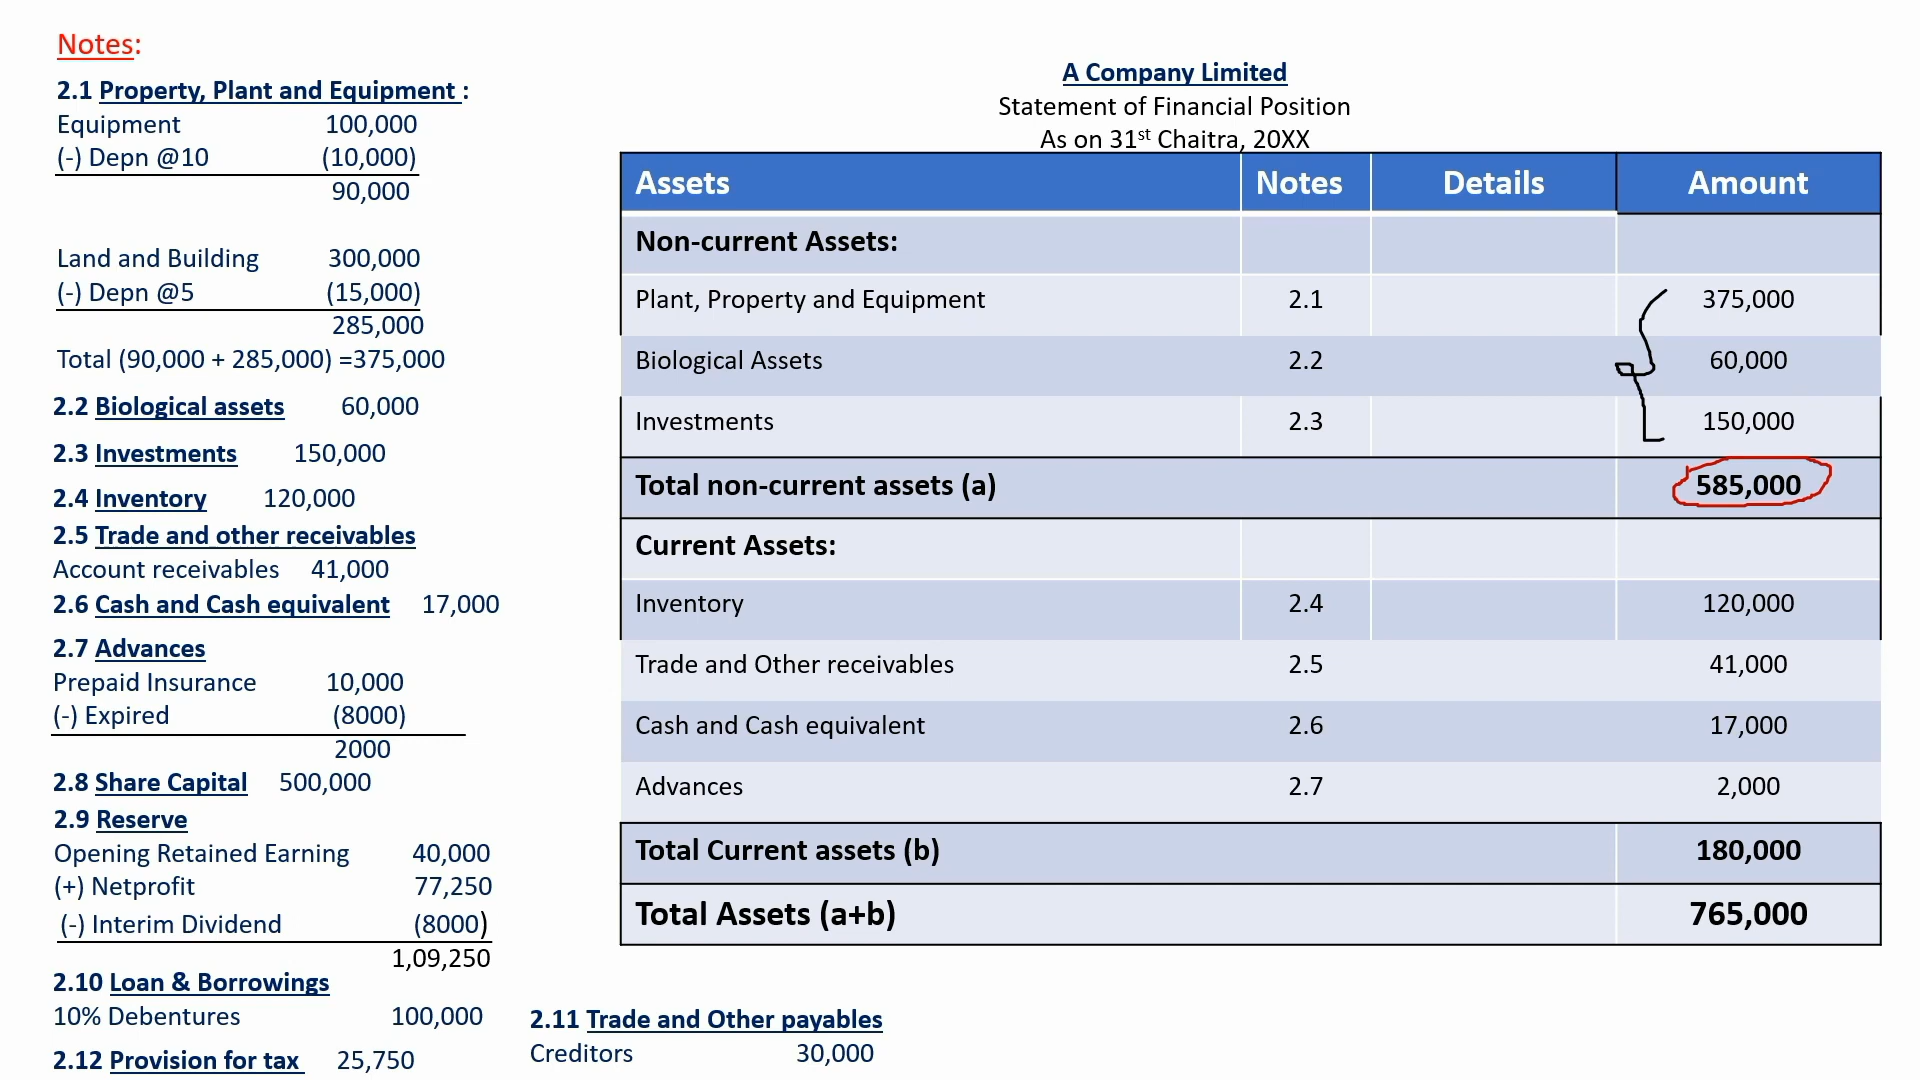 Notes:
2.1 Property, Plant and Equipment :
Equipment 100,000
(-) Depn @10 (10,000)
90,000
Land and Building 300,000
(-) Depn @5 (15,000)
285,000
Total (90,000 + 285,000) =375,000
2.2 Biological assets 60,000
2.3 Investments 150,000
2.4 Inventory 120,000
2.5 Trade and other receivables
Account receivables 41,000
2.6 Cash and Cash equivalent 17,000
2.7 Advances
Prepaid Insurance 10,000
(-) Expired (8000)
2000
2.8 Share Capital 500,000
2.9 Reserve
Opening Retained Earning 40,000
(+) Netprofit 77,250
(-) Interim Dividend (8000)
1,09,250
2.10 Loan & Borrowings
10% Debentures 100,000
2.12 Provision for tax 25,750
2.11 Trade and Other payables
Creditors 30,000
A Company Limited
Statement of Financial Position
As on 31st Chaitra, 20XX
Assets Notes Details Amount
Non-current Assets:
Plant, Property and Equipment 2.1 375,000
Biological Assets 2.2 60,000
Investments 2.3 150,000
Total non-current assets (a) 585,000
Current Assets:
Inventory 2.4 120,000
Trade and Other receivables 2.5 41,000
Cash and Cash equivalent 2.6 17,000
Advances 2.7 2,000
Total Current assets (b) 180,000
Total Assets (a+b) 765,000